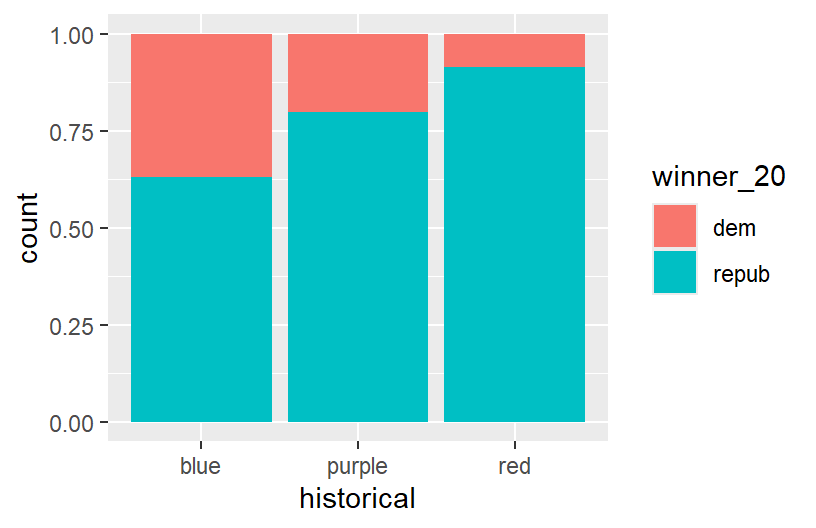 1.00
0.75
0.50
0.25
0.00
count
blue purple red
historical
winner_20
dem
repub